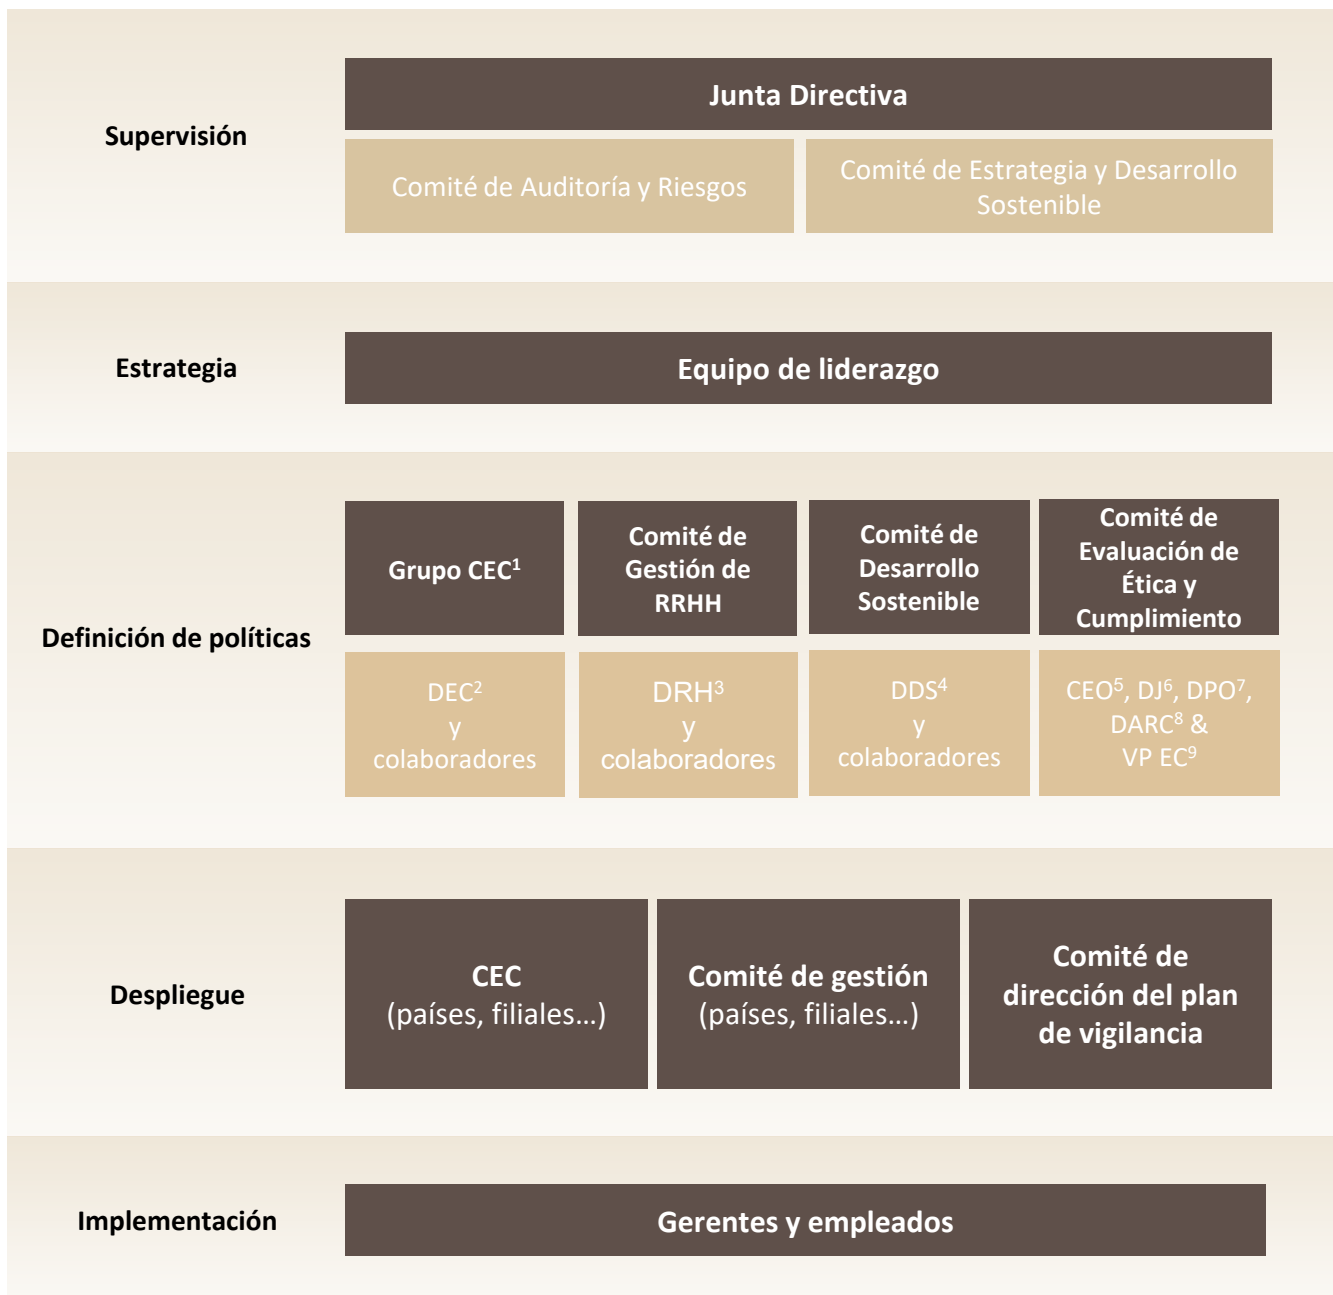 Supervisión
Junta Directiva
Comité de Auditoría y Riesgos
Comité de Estrategia y Desarrollo
Sostenible
Estrategia
Equipo de liderazgo
Definición de políticas
Grupo CEC¹
Comité de
Gestión de
RRHH
Comité de
Desarrollo
Sostenible
Comité de
Evaluación de
Ética y
Cumplimiento
DEC²
y
colaboradores
DRH³
y
colaboradores
DDS⁴
y
colaboradores
CEO⁵, DJ⁶, DPO⁷,
DARC⁸ &
VP EC⁹
Despliegue
CEC
(países, filiales...)
Comité de gestión
(países, filiales...)
Comité de
dirección del plan
de vigilancia
Implementación
Gerentes y empleados